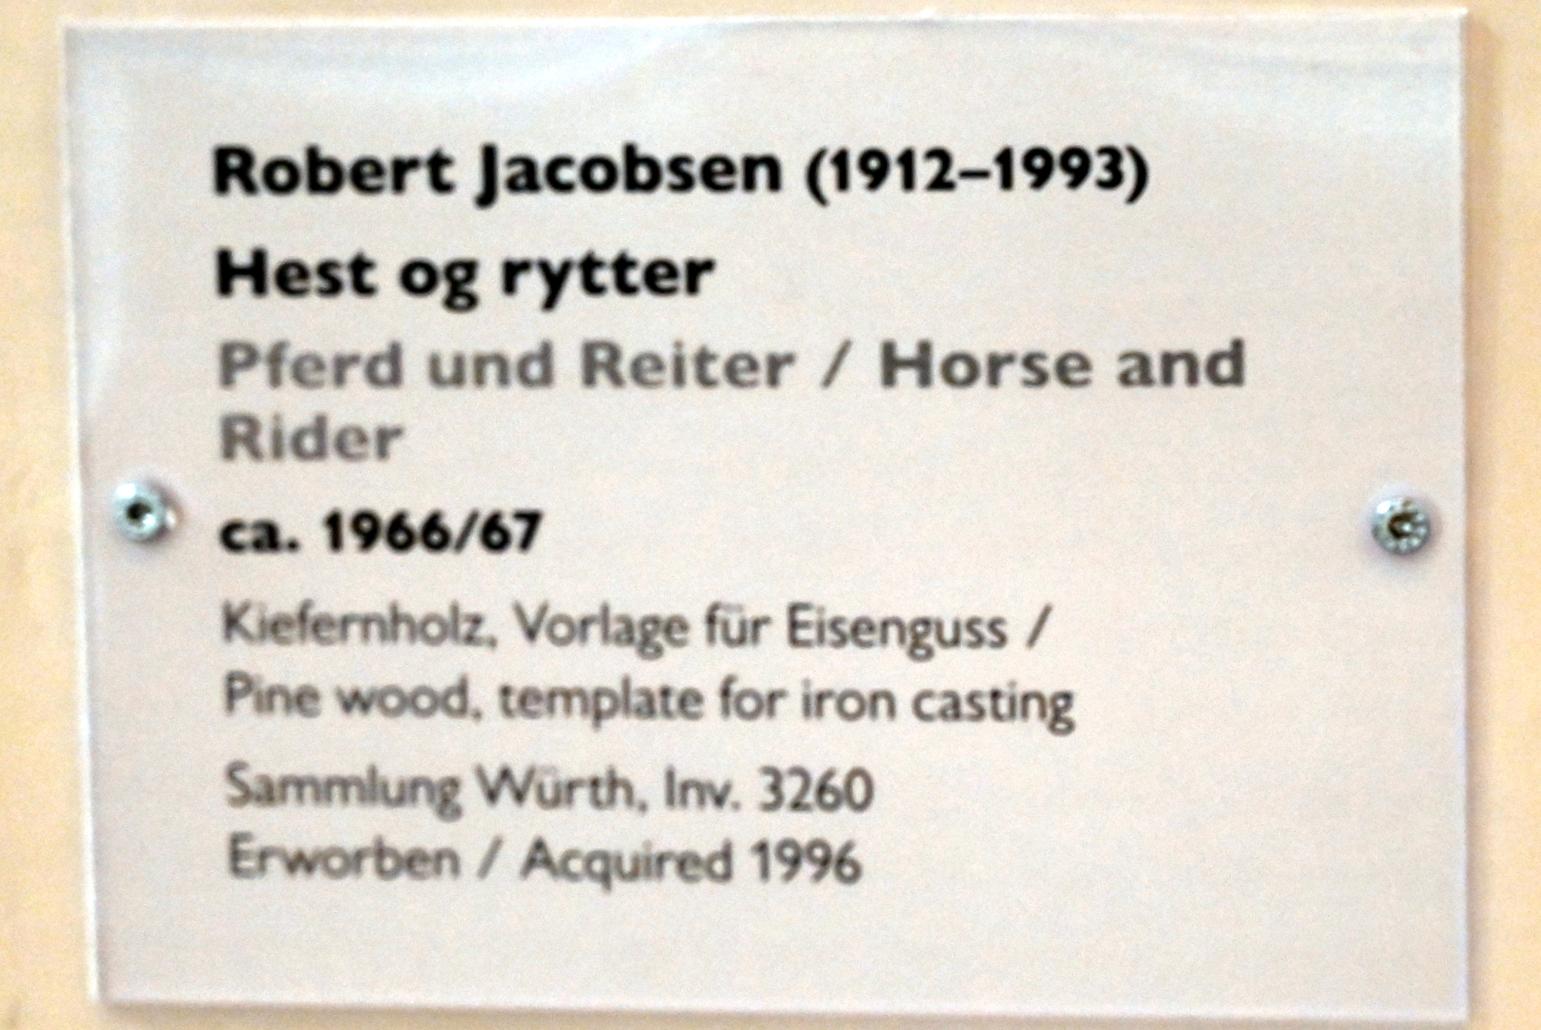 Robert Jacobsen (1912–1993)
Hest og rytter
Pferd und Reiter / Horse and
Rider
ca. 1966/67
Kiefernholz, Vorlage für Eisenguss /
Pine wood, template for iron casting
Sammlung Würth, Inv. 3260
Erworben / Acquired 1996